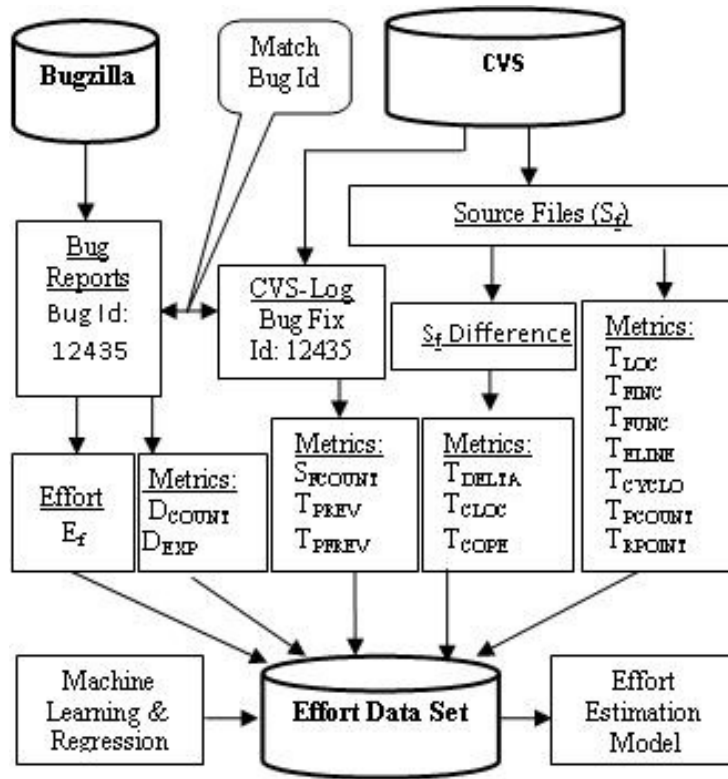 Bugzilla
Match
Bug Id
CVS
Source Files (Sf)
Bug
Reports
Bug Id:
12435
CVS-Log
Bug Fix
Id: 12435
Sf Difference
Metrics:
TLOC
TFINC
TFUNC
TELINE
TCYCLO
TPCOUNT
TRPOINT
Effort
Ef
Metrics:
DCOUNT
DEXP
Metrics:
SFCOUNT
TPREV
TPFREV
Metrics:
TDELTA
TCLOC
TCOPE
Machine
Learning &
Regression
Effort Data Set
Effort
Estimation
Model